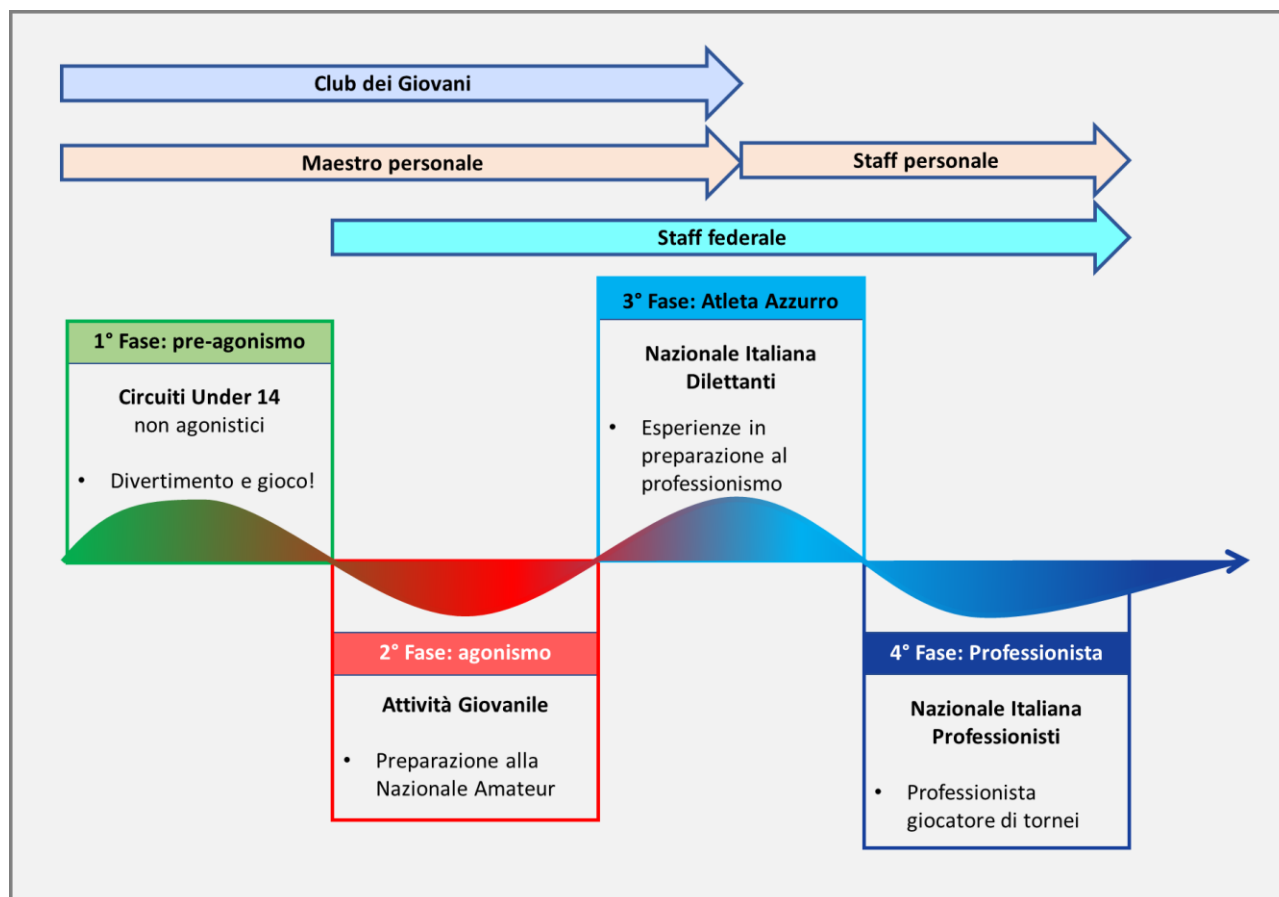 Club dei Giovani
Maestro personale
Staff personale
Staff federale
1° Fase: pre-agonismo
Circuiti Under 14
non agonistici
• Divertimento e gioco!
2° Fase: agonismo
Attività Giovanile
• Preparazione alla
Nazionale Amateur
3° Fase: Atleta Azzurro
Nazionale Italiana
Dilettanti
• Esperienze in
preparazione al
professionismo
4° Fase: Professionista
Nazionale Italiana
Professionisti
• Professionista
giocatore di tornei